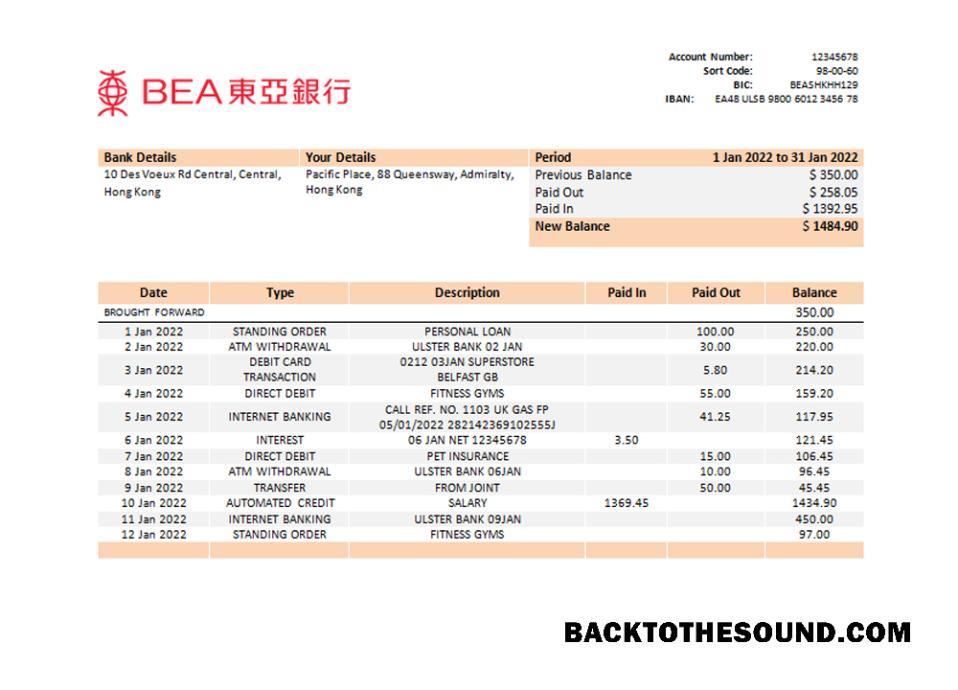 Account Number: 12345678
Sort Code: 98-00-60
BIC: BEASHKHH129
IBAN: EA48 ULSB 9800 6012 3456 78
BEA東亞銀行
Bank Details Your Details Period 1 Jan 2022 to 31 Jan 2022
10 Des Voeux Rd Central, Central, Pacific Place, 88 Queensway, Admiralty, Previous Balance $ 350.00
Hong Kong Hong Kong Paid Out $ 258.05
Paid In $ 1392.95
New Balance $ 1484.90
Date Type Description Paid In Paid Out Balance
BROUGHT FORWARD 350.00
1 Jan 2022 STANDING ORDER PERSONAL LOAN 100.00 250.00
2 Jan 2022 ATM WITHDRAWAL ULSTER BANK 02 JAN 30.00 220.00
3 Jan 2022 DEBIT CARD TRANSACTION 0212 03JAN SUPERSTORE BELFAST GB 5.80 214.20
4 Jan 2022 DIRECT DEBIT FITNESS GYMS 55.00 159.20
5 Jan 2022 INTERNET BANKING CALL REF. NO. 1103 UK GAS FP 05/01/2022 282142369102555J 41.25 117.95
6 Jan 2022 INTEREST 06 JAN NET 12345678 3.50 121.45
7 Jan 2022 DIRECT DEBIT PET INSURANCE 15.00 106.45
8 Jan 2022 ATM WITHDRAWAL ULSTER BANK 06JAN 10.00 96.45
9 Jan 2022 TRANSFER FROM JOINT 50.00 45.45
10 Jan 2022 AUTOMATED CREDIT SALARY 1369.45 1434.90
11 Jan 2022 INTERNET BANKING ULSTER BANK 09JAN 450.00
12 Jan 2022 STANDING ORDER FITNESS GYMS 97.00
BACKTOTHESOUND.COM